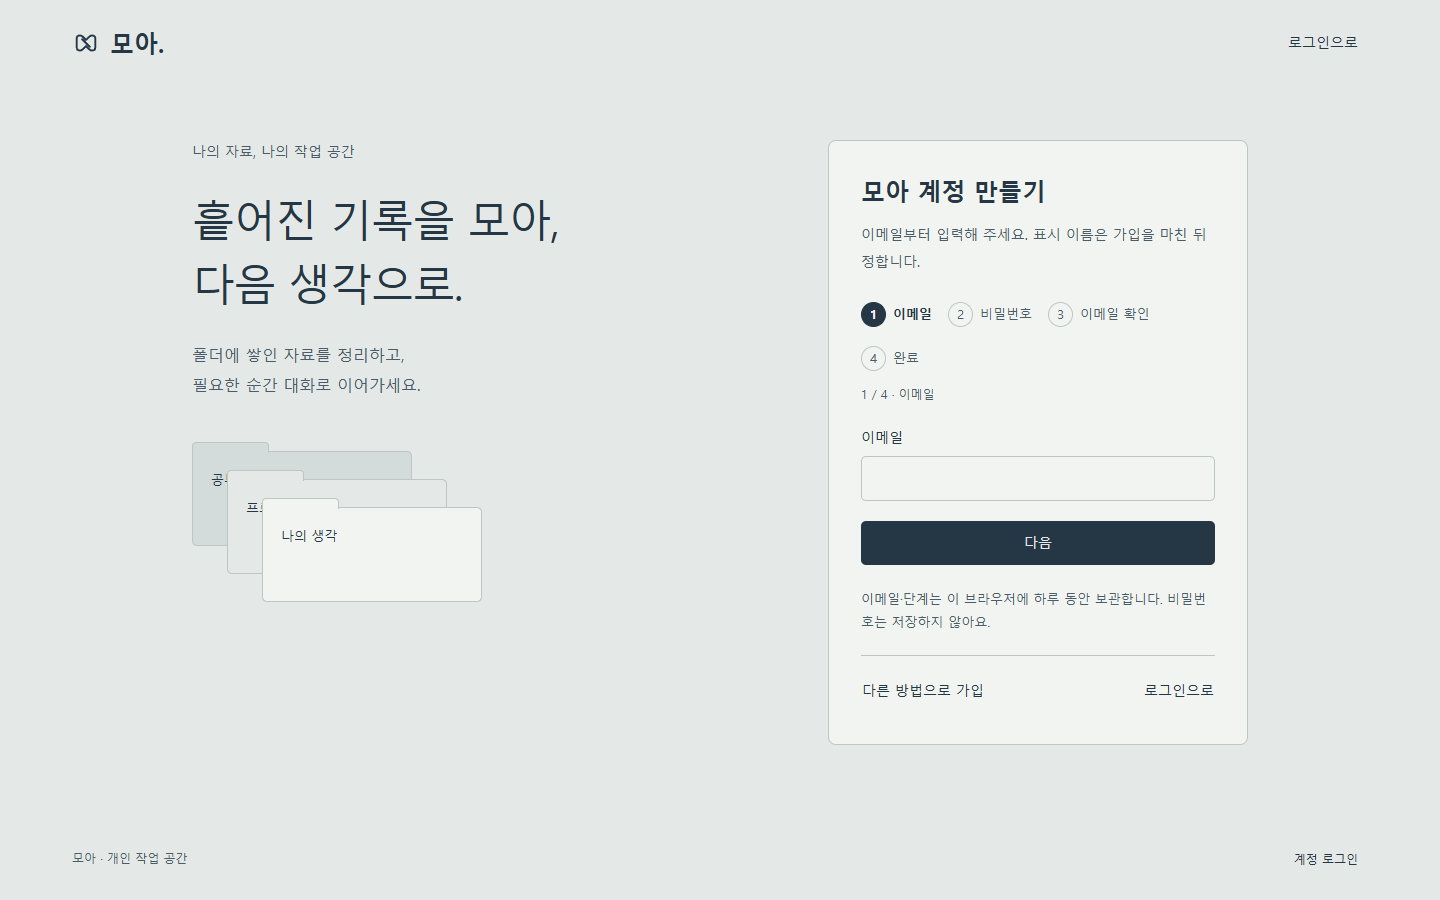 모아.
로그인으로
나의 자료, 나의 작업 공간
흩어진 기록을 모아,
다음 생각으로.
폴더에 쌓인 자료를 정리하고,
필요한 순간 대화로 이어가세요.
나의 생각
모아 계정 만들기
이메일부터 입력해 주세요. 표시 이름은 가입을 마친 뒤
정합니다.
1 이메일 2 비밀번호 3 이메일 확인
4 완료
1 / 4 · 이메일
이메일
다음
이메일·단계는 이 브라우저에 하루 동안 보관합니다. 비밀번
호는 저장하지 않아요.
다른 방법으로 가입 로그인으로
모아 · 개인 작업 공간
계정 로그인